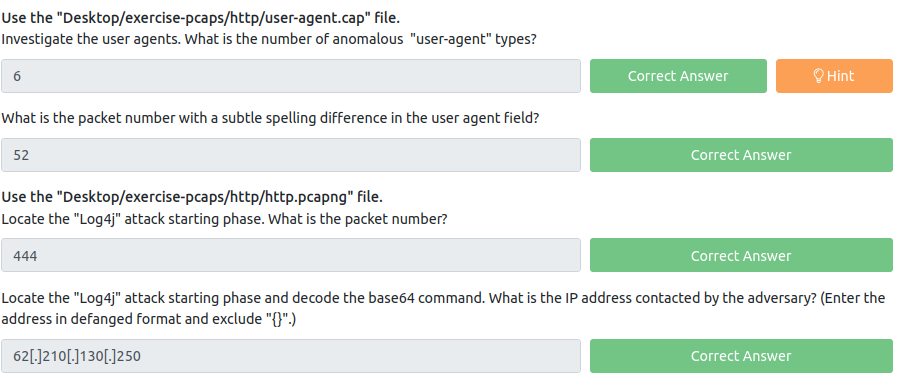 Use the "Desktop/exercise-pcaps/http/user-agent.cap" file.
Investigate the user agents. What is the number of anomalous "user-agent" types?
6
Correct Answer
Hint
What is the packet number with a subtle spelling difference in the user agent field?
52
Correct Answer
Use the "Desktop/exercise-pcaps/http/http.pcapng" file.
Locate the "Log4j" attack starting phase. What is the packet number?
444
Correct Answer
Locate the "Log4j" attack starting phase and decode the base64 command. What is the IP address contacted by the adversary? (Enter the
address in defanged format and exclude "{}".)
62[.]210[.]130[.]250
Correct Answer